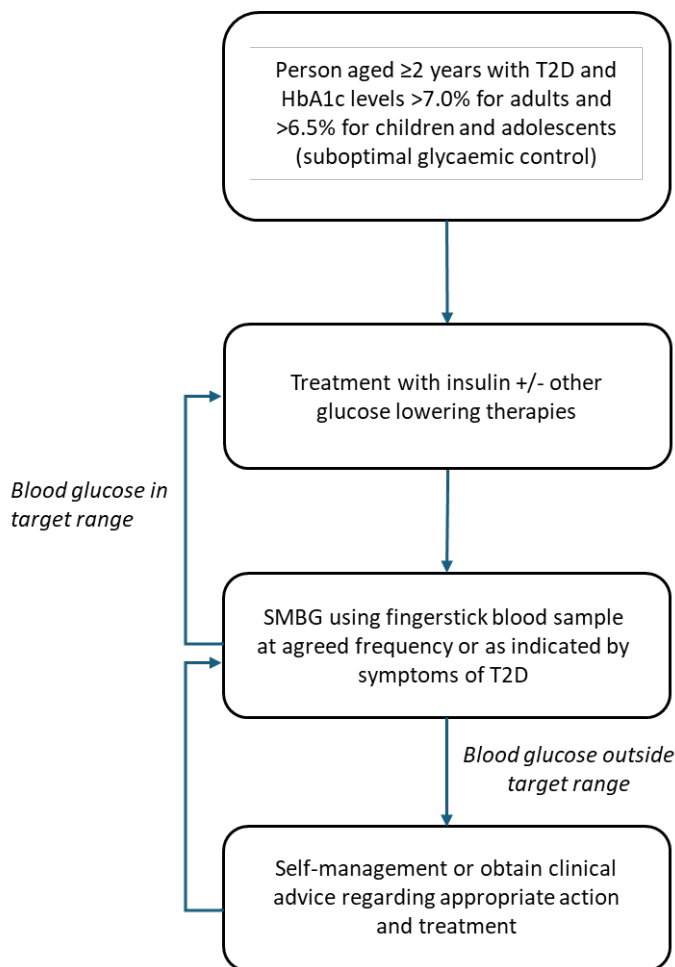 Person aged ≥2 years with T2D and
HbA1c levels >7.0% for adults and
>6.5% for children and adolescents
(suboptimal glycaemic control)
Treatment with insulin +/- other
glucose lowering therapies
Blood glucose in
target range
SMBG using fingerstick blood sample
at agreed frequency or as indicated by
symptoms of T2D
Blood glucose outside
target range
Self-management or obtain clinical
advice regarding appropriate action
and treatment